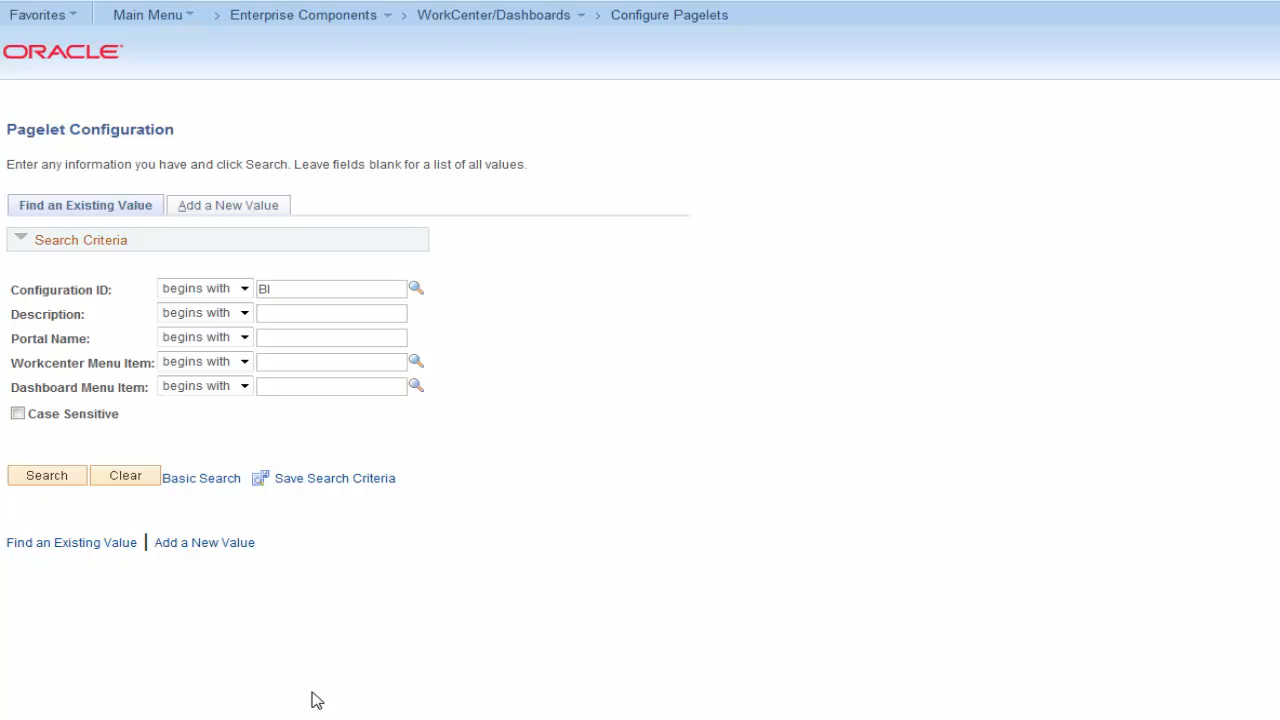 Favorites Main Menu > Enterprise Components > WorkCenter/Dashboards > Configure Pagelets
ORACLE
Pagelet Configuration
Enter any information you have and click Search. Leave fields blank for a list of all values.
Find an Existing Value Add a New Value
Search Criteria
Configuration ID: begins with BI
Description: begins with
Portal Name: begins with
Workcenter Menu Item: begins with
Dashboard Menu Item: begins with
Case Sensitive
Search Clear Basic Search Save Search Criteria
Find an Existing Value | Add a New Value